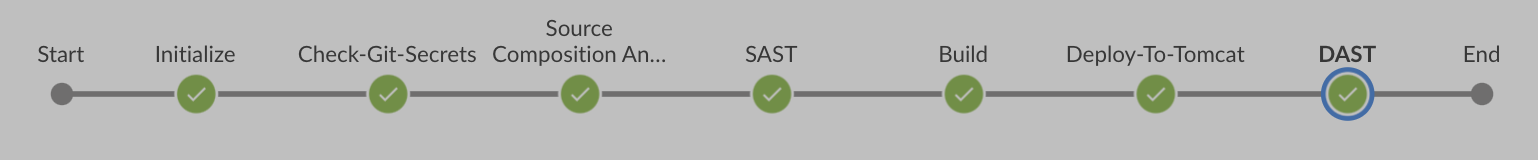 Start
Initialize
Check-Git-Secrets
Source
Composition An...
SAST
Build
Deploy-To-Tomcat
DAST
End